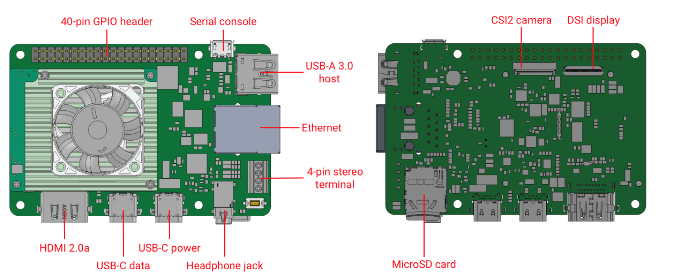 40-pin GPIO header
Serial console
USB-A 3.0
host
Ethernet
4-pin stereo
terminal
HDMI 2.0a
USB-C data
USB-C power
Headphone jack
CSI2 camera
DSI display
MicroSD card